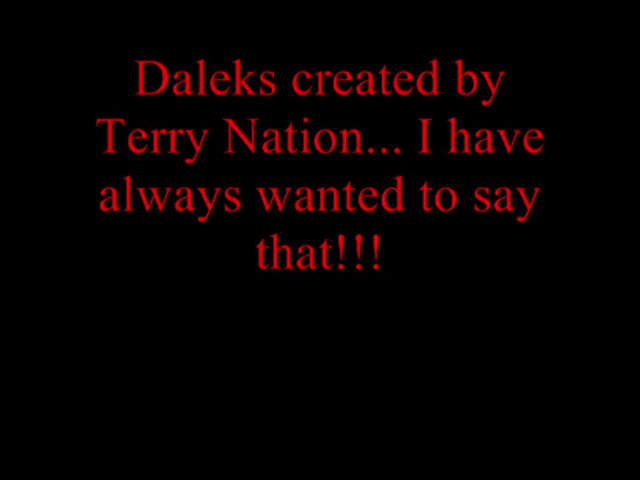 Daleks created by
Terry Nation... I have
always wanted to say
that!!!